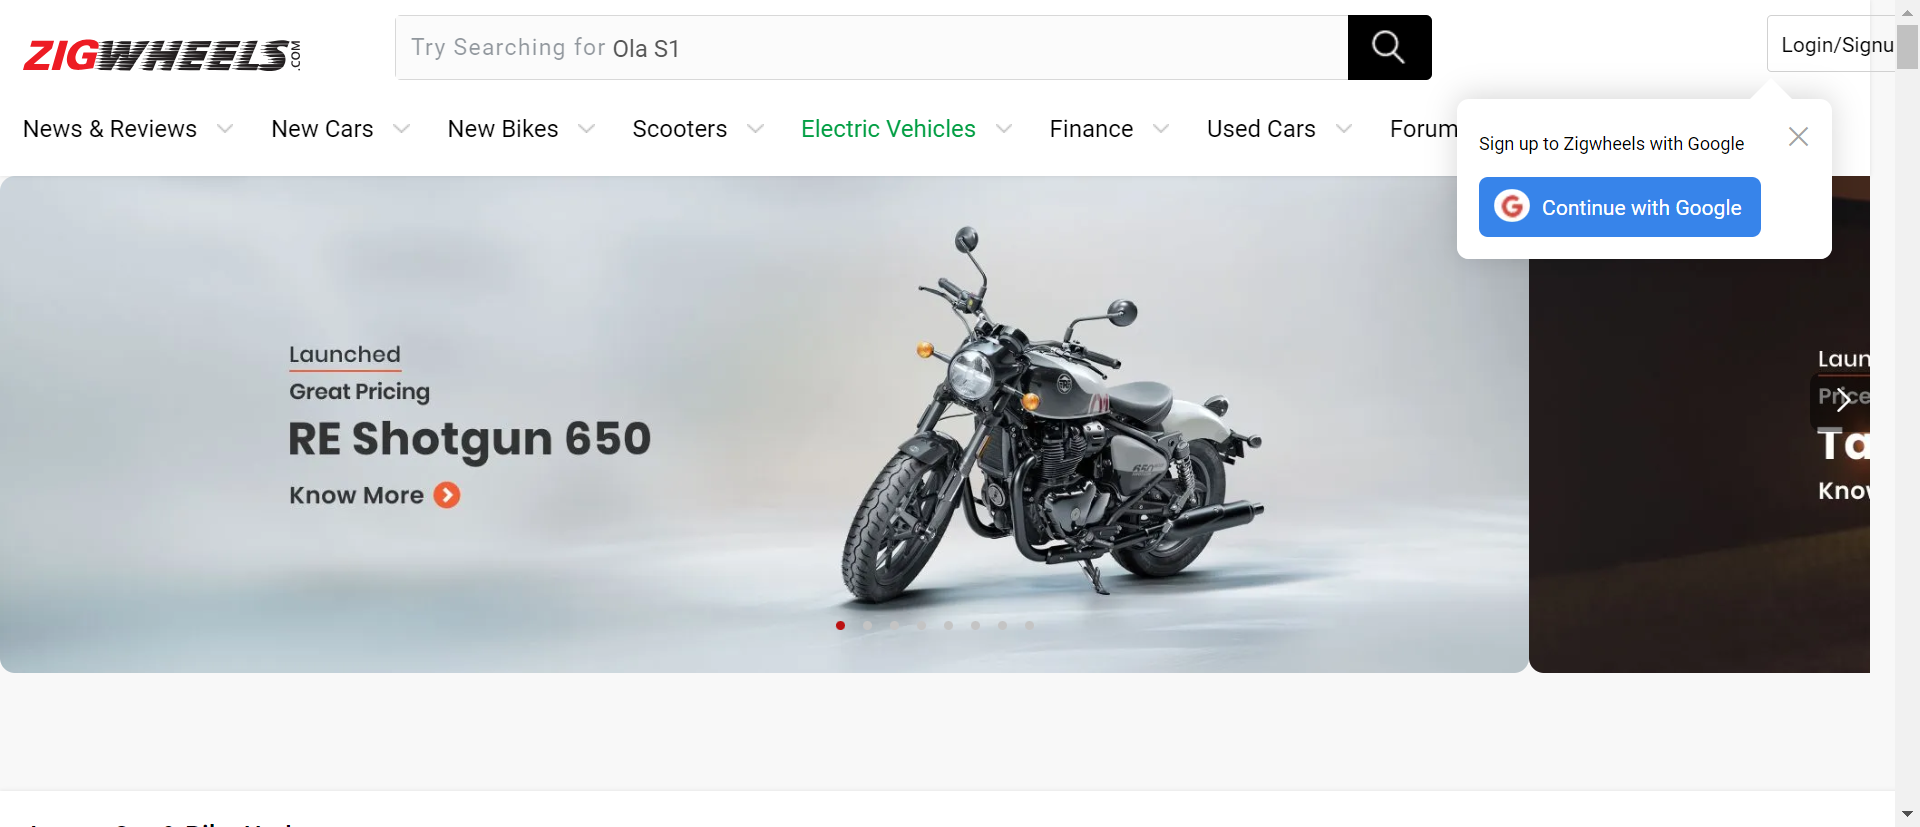 ZIGWHEELS.COM
Try Searching for Ola S1
Login/Signu
News & Reviews
New Cars
New Bikes
Scooters
Electric Vehicles
Finance
Used Cars
Forum
Sign up to Zigwheels with Google
G Continue with Google
Launched
Great Pricing
RE Shotgun 650
Know More
650
Laun
Price
Ta
Know